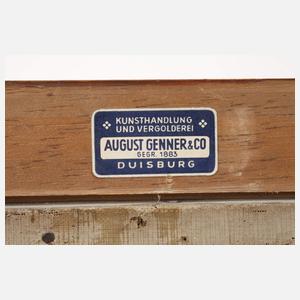 KUNSTHANDLUNG
UND VERGOLDEREI
AUGUST GENNER & CO
GEGR. 1883
DUISBURG